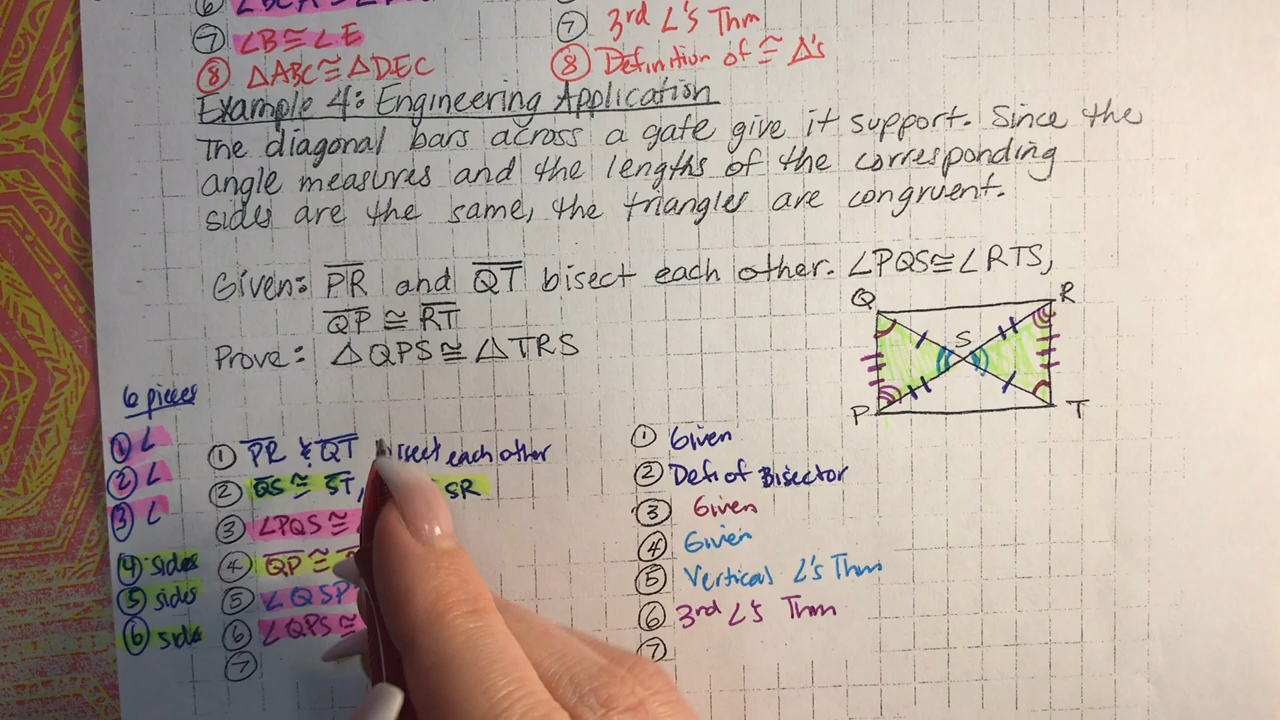 ⑥
⑦ ∠B ≅ ∠E
⑦ 3rd ∠'s Thm
⑧ △ABC ≅ △DEC
⑧ Definition of ≅ △'s
Example 4: Engineering Application
The diagonal bars across a gate give it support. Since the
angle measures and the lengths of the corresponding
sides are the same, the triangles are congruent.
Given: PR and QT bisect each other. ∠PQS ≅ ∠RTS,
QP ≅ RT
Prove: △QPS ≅ △TRS
Q R
S
P T
6 pieces
① ∠
② ∠
③ ∠
④ sides
⑤ sides
⑥ side
① PR & QT bisect each other
② QS ≅ ST, SR
③ ∠PQS ≅
④ QP ≅
⑤ ∠QSP
⑥ ∠QPS ≅
⑦
① Given
② Def. of Bisector
③ Given
④ Given
⑤ Vertical ∠'s Thm
⑥ 3rd ∠'s Thm
⑦